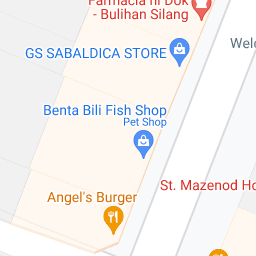 Farmacia ni Dok
- Bulihan Silang
GS SABALDICA STORE
Welc
Benta Bili Fish Shop
Pet Shop
Angel's Burger
St. Mazenod Ho